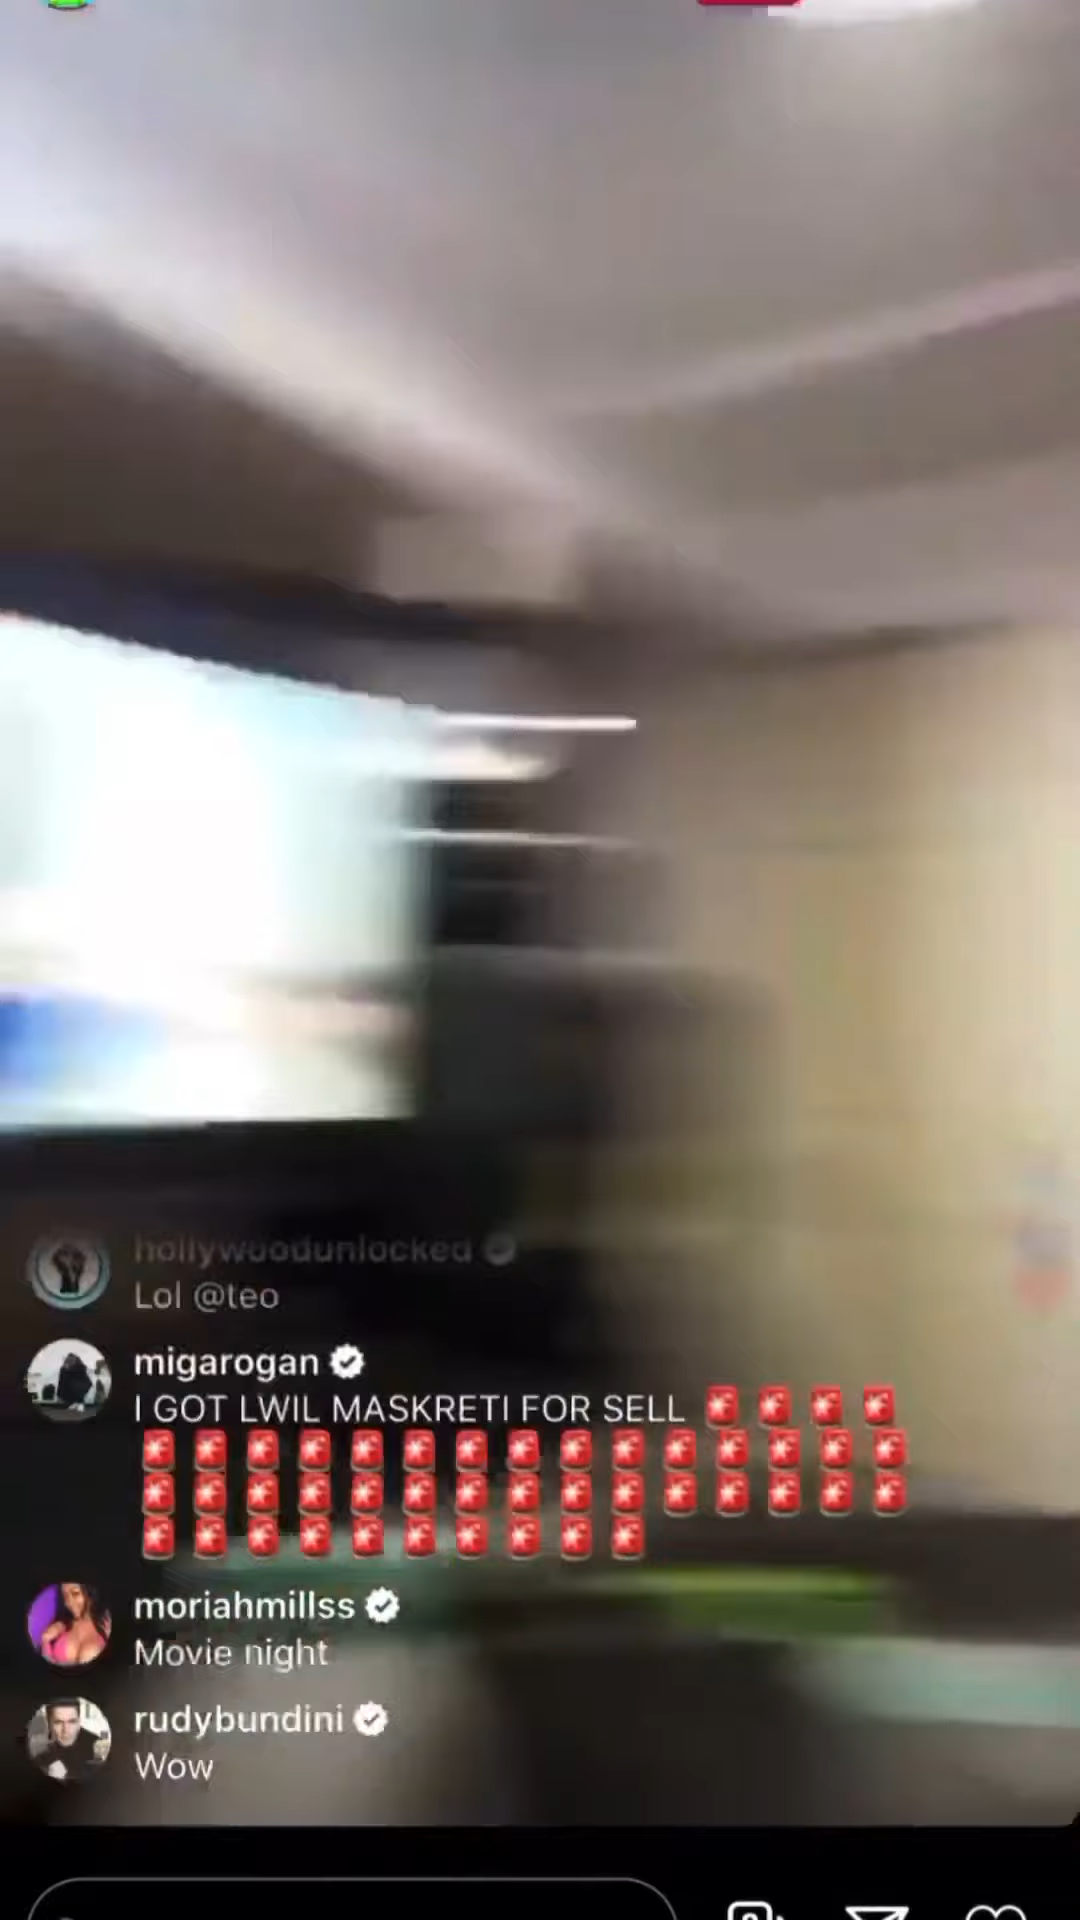 hollywoodunlocked
Lol @teo
migarogan
I GOT LWIL MASKRETI FOR SELL 🚨🚨🚨🚨
🚨🚨🚨🚨🚨🚨🚨🚨🚨🚨🚨🚨🚨🚨🚨
🚨🚨🚨🚨🚨🚨🚨🚨🚨🚨🚨🚨🚨🚨🚨
🚨🚨🚨🚨🚨🚨🚨🚨🚨🚨
moriahmillss
Movie night
rudybundini
Wow